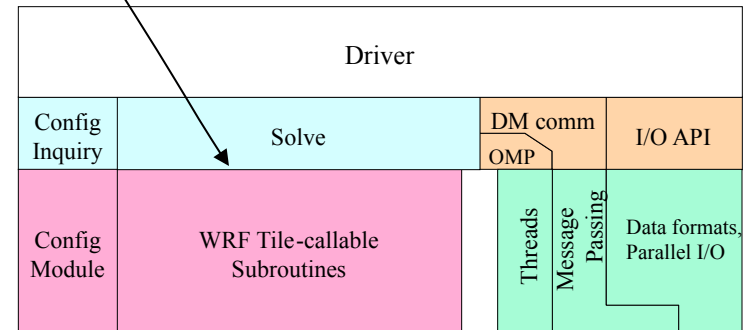 Driver
Config
Inquiry
Solve
DM comm
OMP
I/O API
Config
Module
WRF Tile-callable
Subroutines
Threads
Message
Passing
Data formats,
Parallel I/O